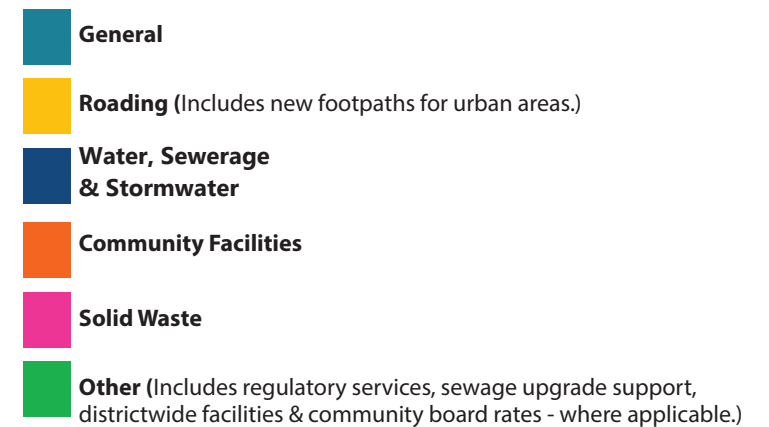 General
Roading (Includes new footpaths for urban areas.)
Water, Sewerage
& Stormwater
Community Facilities
Solid Waste
Other (Includes regulatory services, sewage upgrade support,
districtwide facilities & community board rates - where applicable.)